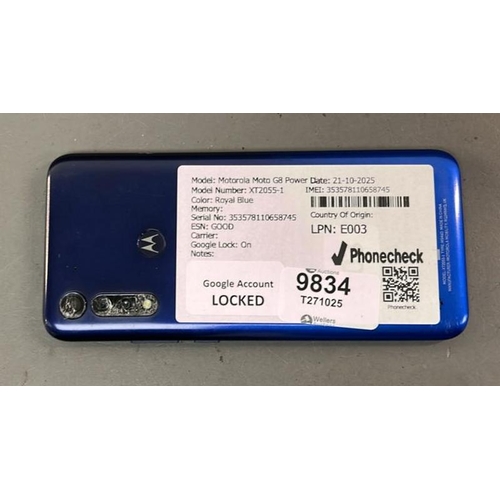 Model: Motorola Moto G8 Power Date: 21-10-2025
Model Number: XT2055-1 IMEI: 353578110658745
Color: Royal Blue
Memory:
Serial No: 353578110658745 Country Of Origin:
ESN: GOOD LPN: E003
Carrier:
Google Lock: On
Notes:
Phonecheck
Google Account
LOCKED
Auctions
9834
T271025
Wellers
Phonecheck